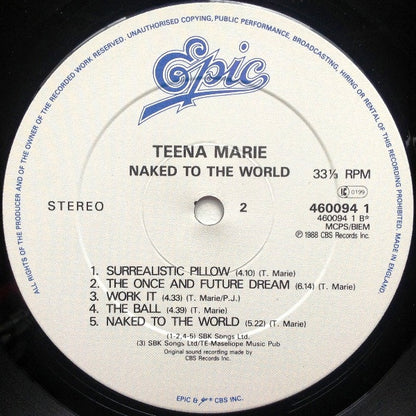 ALL RIGHTS OF THE PRODUCER AND OF THE OWNER OF THE RECORDED WORK RESERVED. UNAUTHORISED COPYING, PUBLIC PERFORMANCE, BROADCASTING, HIRING OR RENTAL OF THIS RECORDING PROHIBITED. MADE IN ENGLAND.
Epic
TEENA MARIE
NAKED TO THE WORLD
33⅓ RPM
K 0199
STEREO
2
460094 1
460094 1 B°
MCPS/BIEM
℗ 1988 CBS Records Inc.
1. SURREALISTIC PILLOW (4.10) (T. Marie)
2. THE ONCE AND FUTURE DREAM (6.14) (T. Marie)
3. WORK IT (4.33) (T. Marie/P.J.)
4. THE BALL (4.39) (T. Marie)
5. NAKED TO THE WORLD (5.22) (T. Marie)
(1-2,4-5) SBK Songs Ltd.
(3) SBK Songs Ltd/TE-Maseliope Music Pub
Original sound recording made by
CBS Records Inc.
EPIC & CBS INC.